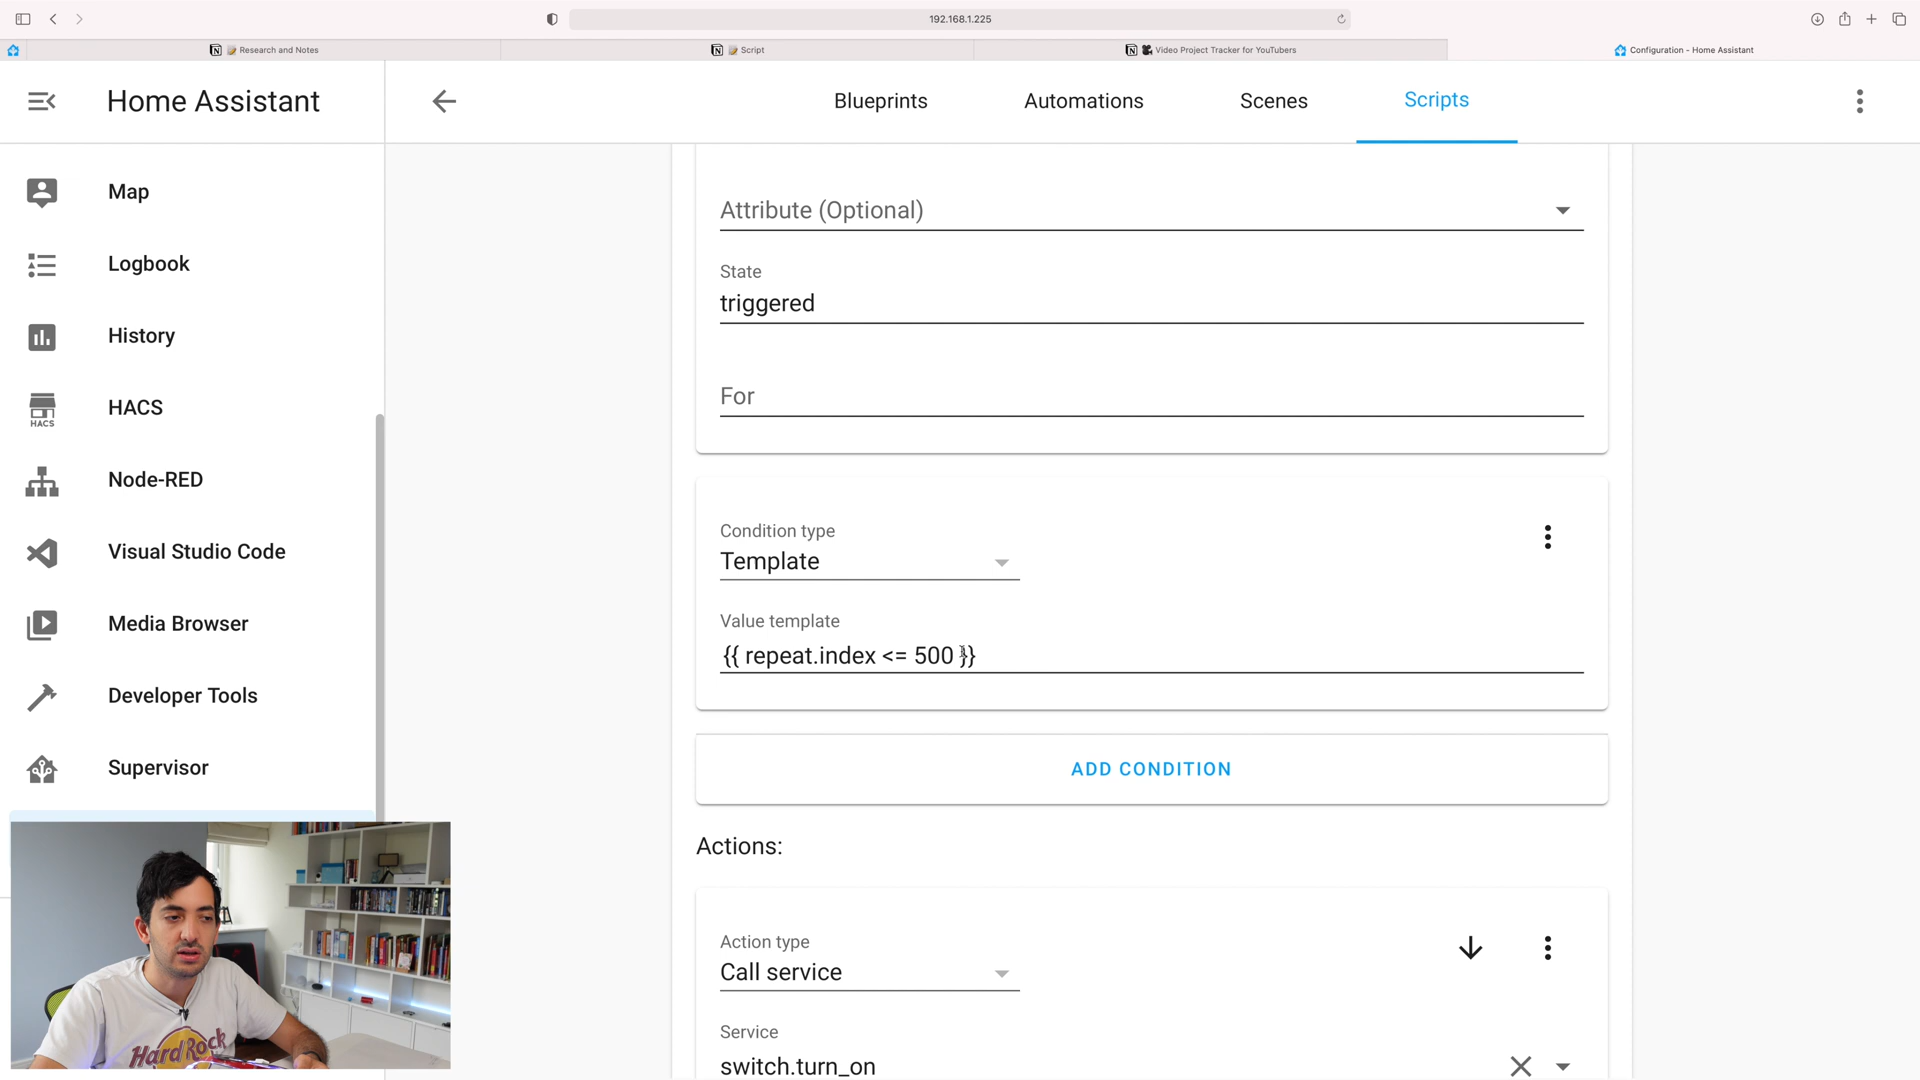 192.168.1.225
Research and Notes
Script
Video Project Tracker for YouTubers
Configuration - Home Assistant
Home Assistant
Blueprints
Automations
Scenes
Scripts
Map
Logbook
History
HACS
HACS
Node-RED
Visual Studio Code
Media Browser
Developer Tools
Supervisor
Attribute (Optional)
State
triggered
For
Condition type
Template
Value template
{{ repeat.index <= 500 }}
ADD CONDITION
Actions:
Action type
Call service
Service
switch.turn_on
Hard Rock